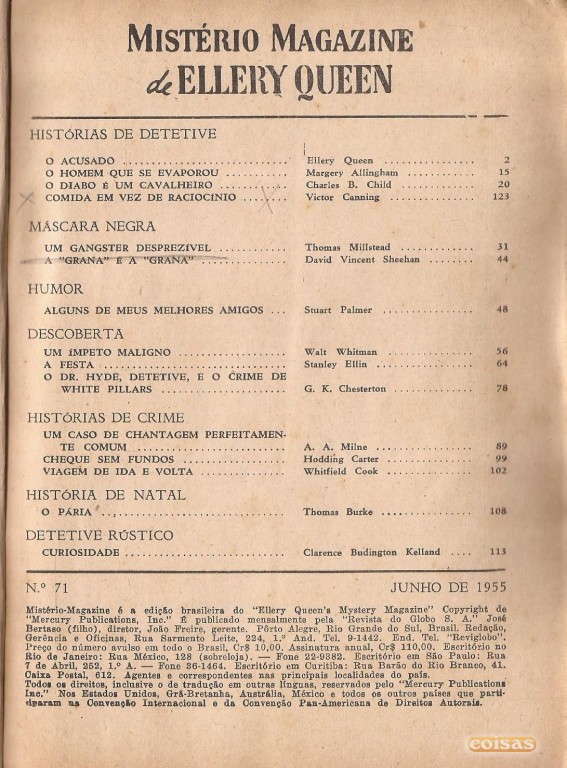 MISTÉRIO MAGAZINE
de ELLERY QUEEN
HISTÓRIAS DE DETETIVE
O ACUSADO .......................... Ellery Queen ............... 2
O HOMEM QUE SE EVAPOROU ........... Margery Allingham ............ 15
O DIABO É UM CAVALHEIRO ............ Charles B. Child ............. 20
COMIDA EM VEZ DE RACIOCÍNIO ....... Victor Canning .............. 123
MÁSCARA NEGRA
UM GANGSTER DESPREZÍVEL ............ Thomas Millstead ............. 31
A "GRANA" É A "GRANA" .............. David Vincent Sheehan ........ 44
HUMOR
ALGUNS DE MEUS MELHORES AMIGOS ... Stuart Palmer ............... 48
DESCOBERTA
UM ÍMPETO MALIGNO .................. Walt Whitman ............... 56
A FESTA ............................. Stanley Ellin ................ 64
O DR. HYDE, DETETIVE, E O CRIME DE
WHITE PILLARS ..................... G. K. Chesterton ............. 78
HISTÓRIAS DE CRIME
UM CASO DE CHANTAGEM PERFEITAMEN-
TE COMUM ......................... A. A. Milne ................. 89
CHEQUE SEM FUNDOS .................. Hodding Carter .............. 99
VIAGEM DE IDA E VOLTA ............... Whitfield Cook .............. 102
HISTÓRIA DE NATAL
O PÁRIA ............................ Thomas Burke ............... 108
DETETIVE RÚSTICO
CURIOSIDADE ........................ Clarence Budington Kelland .... 113
N.º 71 JUNHO DE 1955
Mistério-Magazine é a edição brasileira do "Ellery Queen's Mystery Magazine" Copyright de
"Mercury Publications, Inc." É publicado mensalmente pela "Revista do Globo S. A." José
Bertaso (filho), diretor, João Freire, gerente. Pôrto Alegre, Rio Grande do Sul, Brasil. Redação,
Gerência e Oficinas, Rua Sarmento Leite, 224, 1.º And. Tel. 9-1442. End. Tel. "Reviglobo".
Preço do número avulso em todo o Brasil, Cr$ 10,00. Assinatura anual, Cr$ 110,00. Escritório no
Rio de Janeiro: Rua México, 128 (sobreloja). — Fone 22-9882. Escritório em São Paulo: Rua
7 de Abril, 252, 1.º A. — Fone 36-1464. Escritório em Curitiba: Rua Barão do Rio Branco, 41.
Caixa Postal, 612. Agentes e correspondentes nas principais localidades do país.
Todos os direitos, inclusive o de tradução em outras línguas, reservados pelo "Mercury Publications
Inc." Nos Estados Unidos, Grã-Bretanha, Austrália, México e todos os outros países que parti-
ciparam na Convenção Internacional e da Convenção Pan-Americana de Direitos Autorais.
coisas